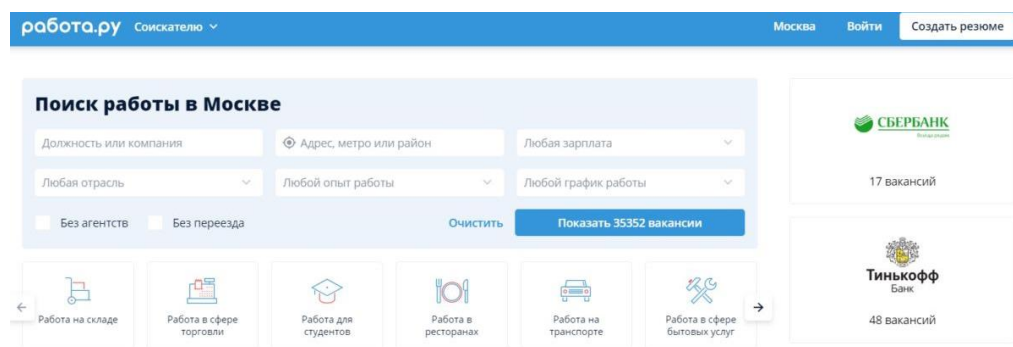 работа.ру Соискателю Москва Войти Создать резюме
Поиск работы в Москве
Должность или компания Адрес, метро или район Любая зарплата
Любая отрасль Любой опыт работы Любой график работы
Без агентств Без переезда Очистить Показать 35352 вакансии
СБЕРБАНК
17 вакансий
Тинькофф
Банк
48 вакансий
Работа на складе
Работа в сфере
торговли
Работа для
студентов
Работа в
ресторанах
Работа на
транспорте
Работа в сфере
бытовых услуг